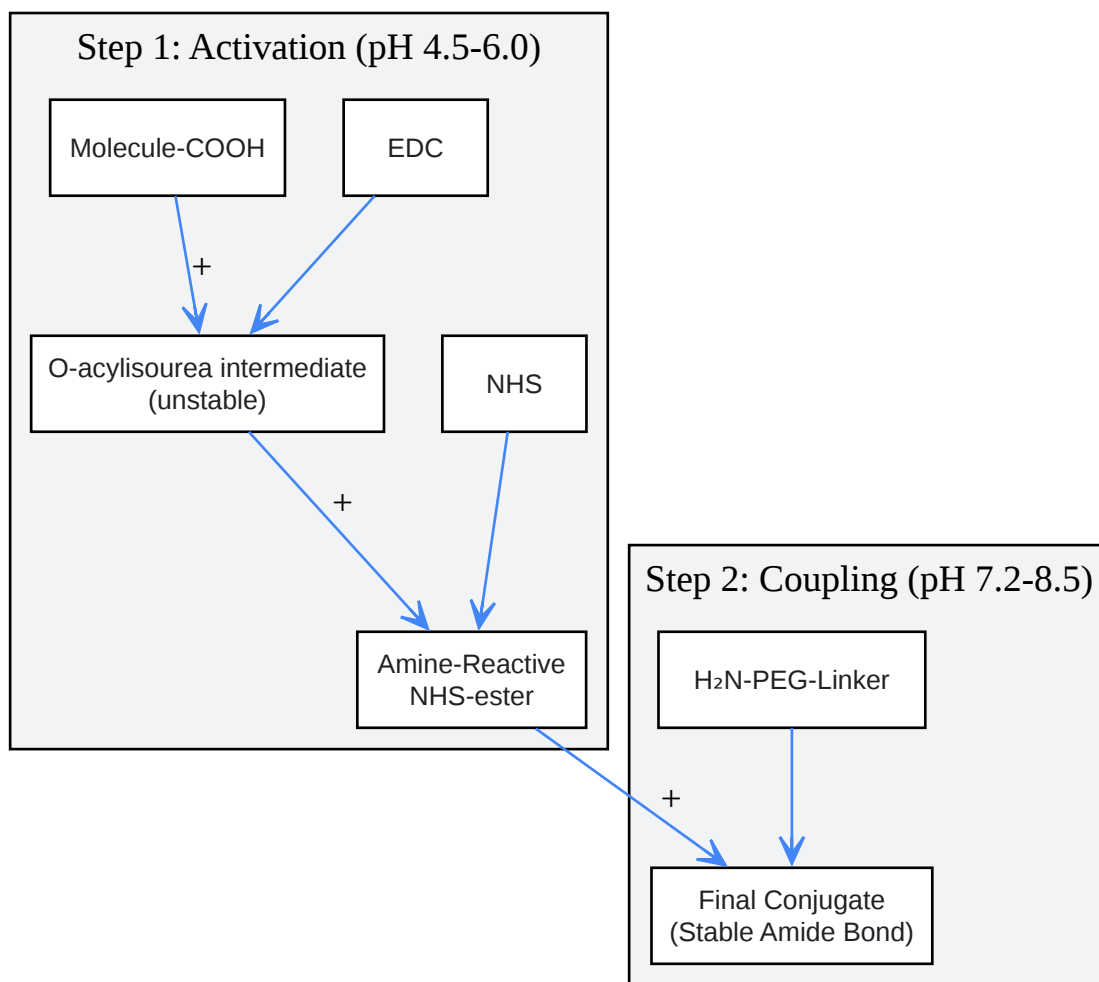 Step 1: Activation (pH 4.5-6.0)
Molecule-COOH
EDC
+
O-acylisourea intermediate
(unstable)
NHS
+
Step 2: Coupling (pH 7.2-8.5)
Amine-Reactive
NHS-ester
H₂N-PEG-Linker
+
Final Conjugate
(Stable Amide Bond)